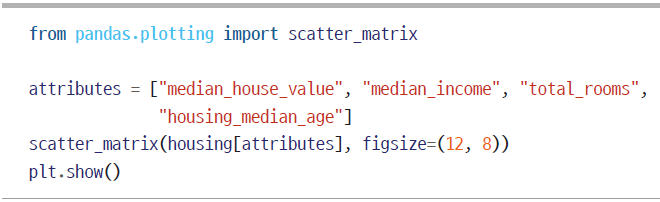 from pandas.plotting import scatter_matrix
attributes = ["median_house_value", "median_income", "total_rooms",
"housing_median_age"]
scatter_matrix(housing[attributes], figsize=(12, 8))
plt.show()